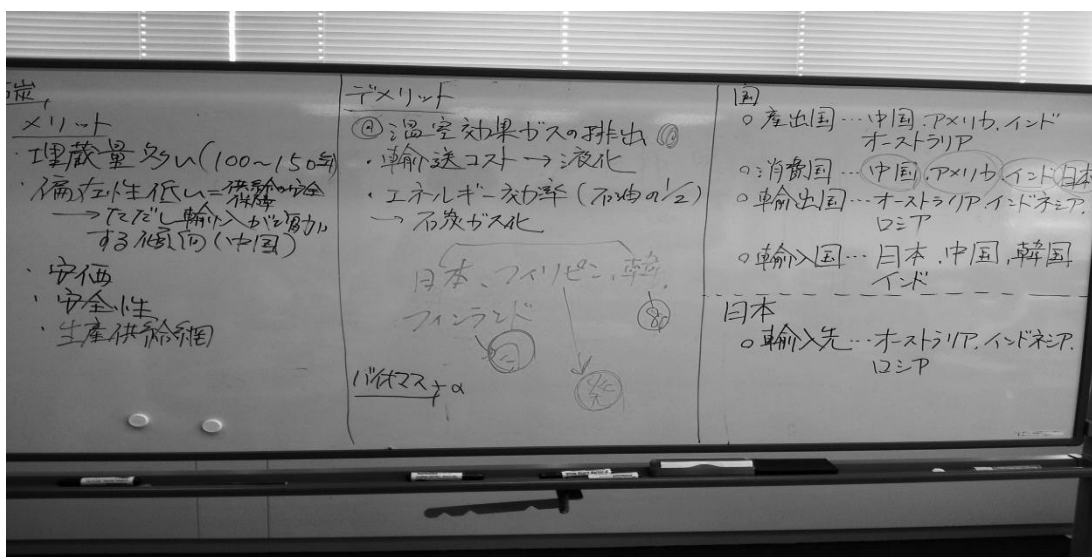 石炭
メリット
・埋蔵量多い(100〜150年)
・偏在性低い=供給の安全
保障
→ただし輸入が
する傾向(中国)
・安価
・安全性
・生産供給網
デメリット
温室効果ガスの排出
・輸送コスト→液化
・エネルギー効率(石油の1/2)
→石炭ガス化
日本、フィリピン、韓、
フィンランド
バイオマス+α
国
○産出国…中国、アメリカ、インド
オーストラリア
○消費国…中国、アメリカ、インド、日本
○輸出国…オーストラリア、インドネシア
ロシア
○輸入国…日本、中国、韓国
インド
日本
○輸入先…オーストラリア、インドネシア、
ロシア